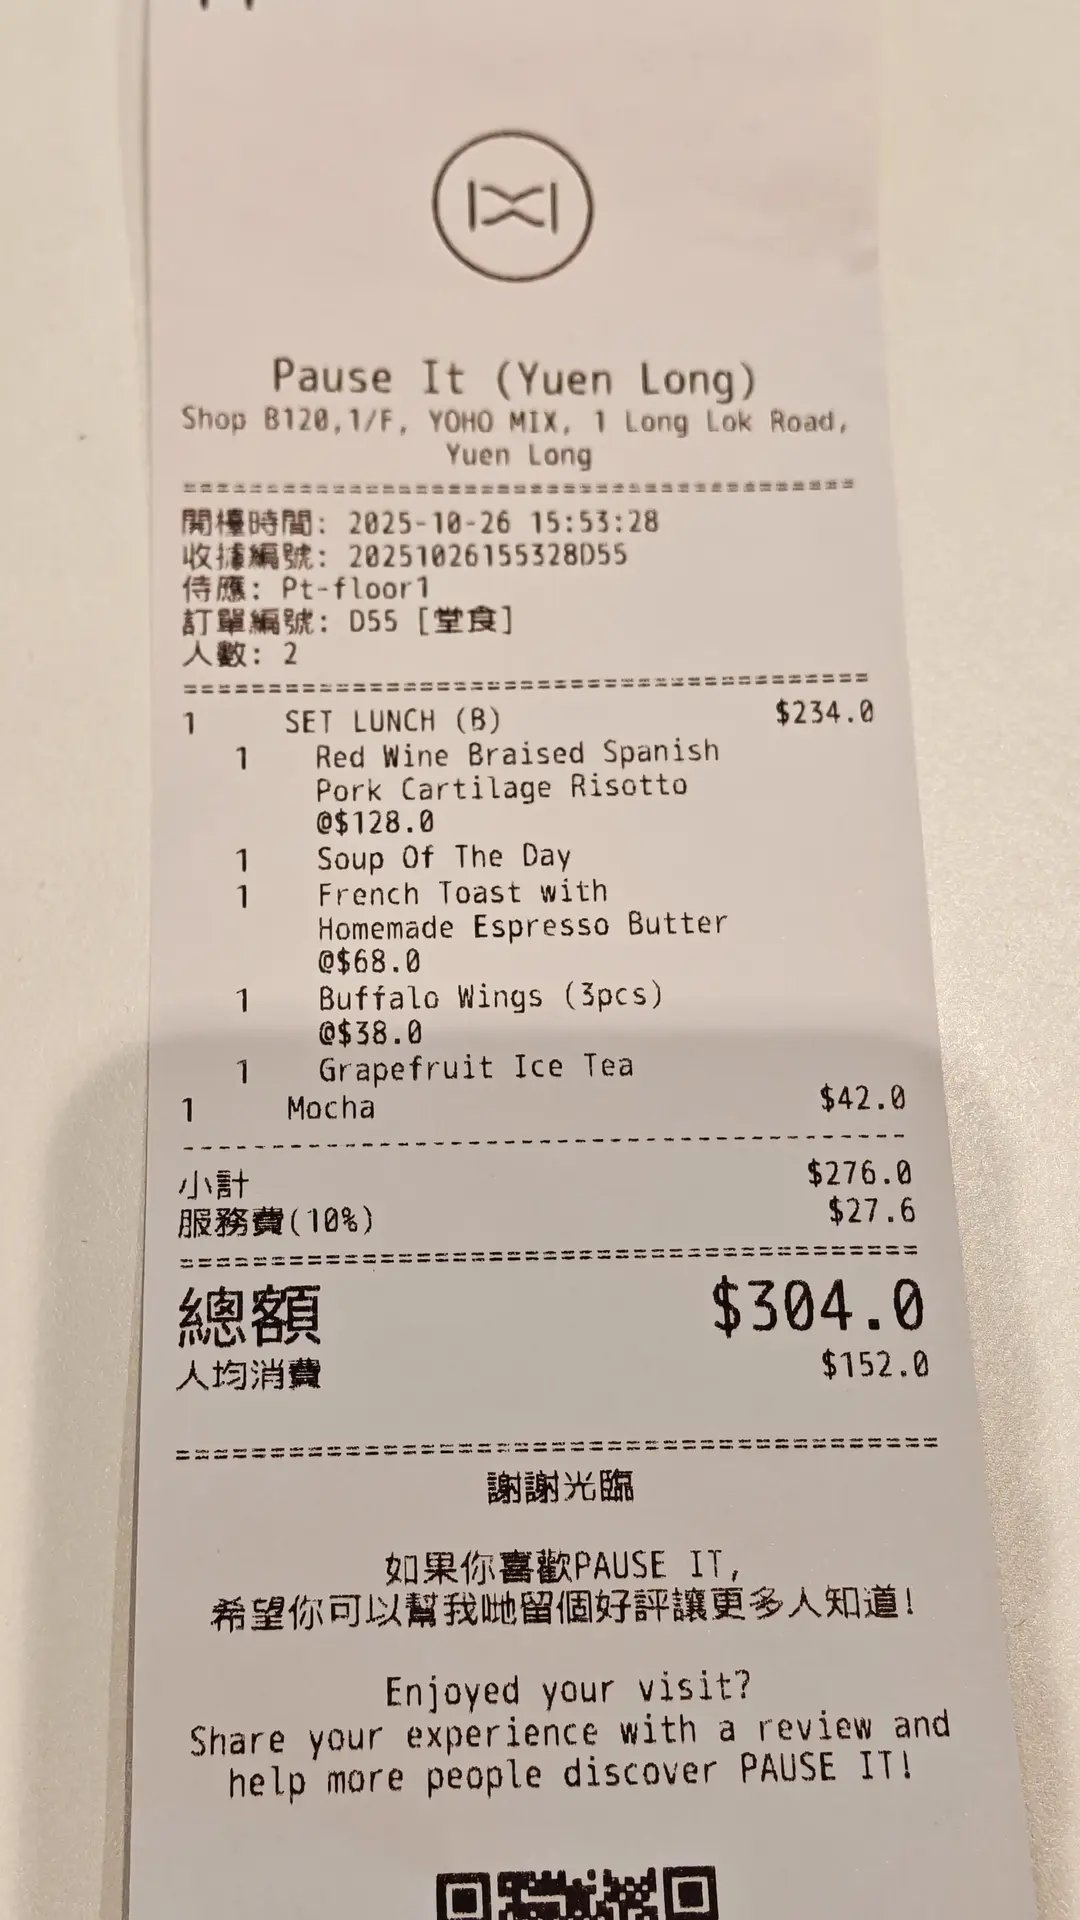 Pause It (Yuen Long)
Shop B120,1/F, YOHO MIX, 1 Long Lok Road,
Yuen Long
開檯時間: 2025-10-26 15:53:28
收據編號: 20251026155328D55
侍應: Pt-floor1
訂單編號: D55 [堂食]
人數: 2
1 SET LUNCH (B) $234.0
1 Red Wine Braised Spanish
Pork Cartilage Risotto
@$128.0
1 Soup Of The Day
1 French Toast with
Homemade Espresso Butter
@$68.0
1 Buffalo Wings (3pcs)
@$38.0
1 Grapefruit Ice Tea
1 Mocha $42.0
小計 $276.0
服務費(10%) $27.6
總額 $304.0
人均消費 $152.0
謝謝光臨
如果你喜歡PAUSE IT,
希望你可以幫我哋留個好評讓更多人知道!
Enjoyed your visit?
Share your experience with a review and
help more people discover PAUSE IT!